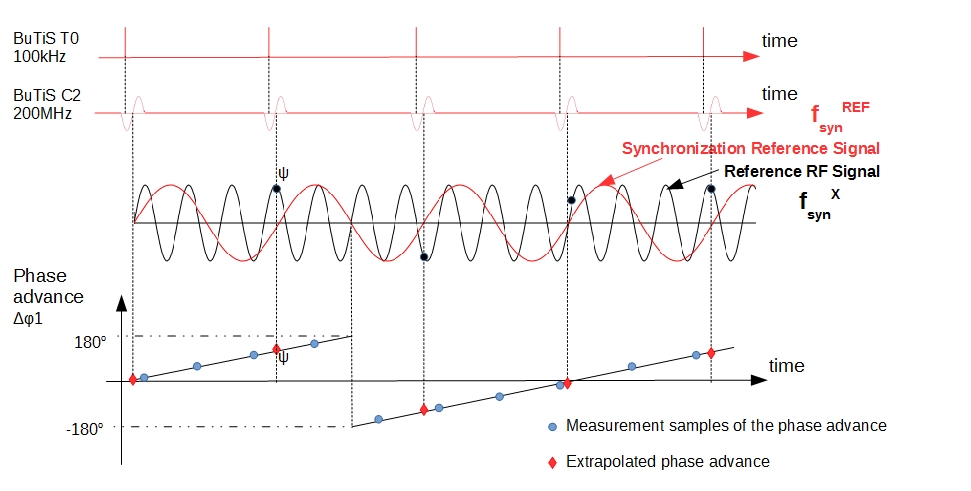 BuTiS T0
100kHz
time
BuTiS C2
200MHz
time
f syn REF
Synchronization Reference Signal
Reference RF Signal
f syn X
ψ
Phase
advance
Δφ1
180°
ψ
time
-180°
Measurement samples of the phase advance
Extrapolated phase advance